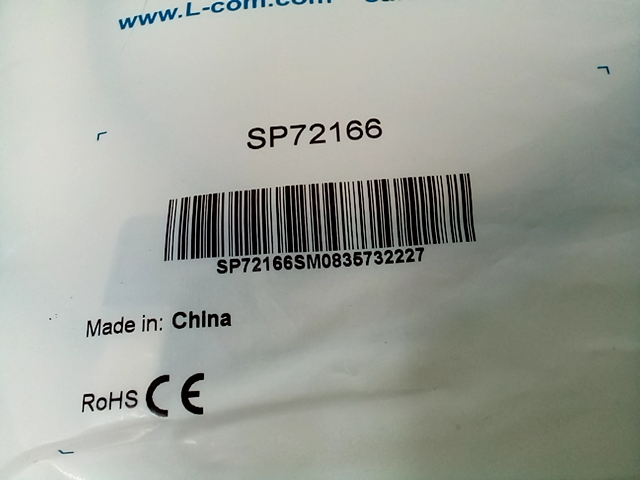 www.L-com.com
SP72166
SP72166SM0835732227
Made in: China
RoHS CE